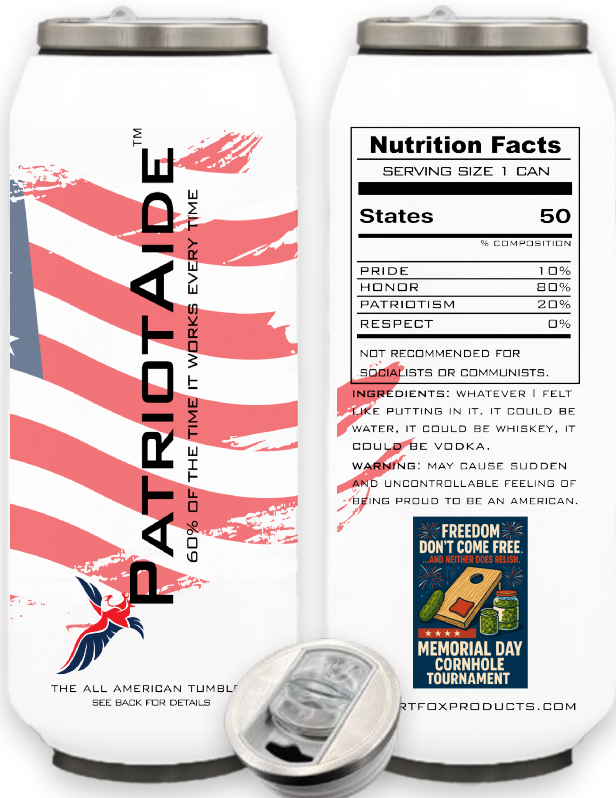 PATRIOTAIDE™
60% OF THE TIME IT WORKS EVERY TIME
THE ALL AMERICAN
SEE BACK FOR DETAILS
Nutrition Facts
SERVING SIZE 1 CAN
States 50
% COMPOSITION
PRIDE 10%
HONOR 80%
PATRIOTISM 20%
RESPECT 0%
NOT RECOMMENDED FOR
SOCIALISTS OR COMMUNISTS.
INGREDIENTS: WHATEVER I FELT
LIKE PUTTING IN IT. IT COULD BE
WATER, IT COULD BE WHISKEY, IT
COULD BE VODKA.
WARNING: MAY CAUSE SUDDEN
AND UNCONTROLLABLE FEELING OF
BEING PROUD TO BE AN AMERICAN.
FREEDOM
DON'T COME FREE.
...AND NEITHER DOES RELISH.
MEMORIAL DAY
CORNHOLE
TOURNAMENT
RTFOXPRODUCTS.COM